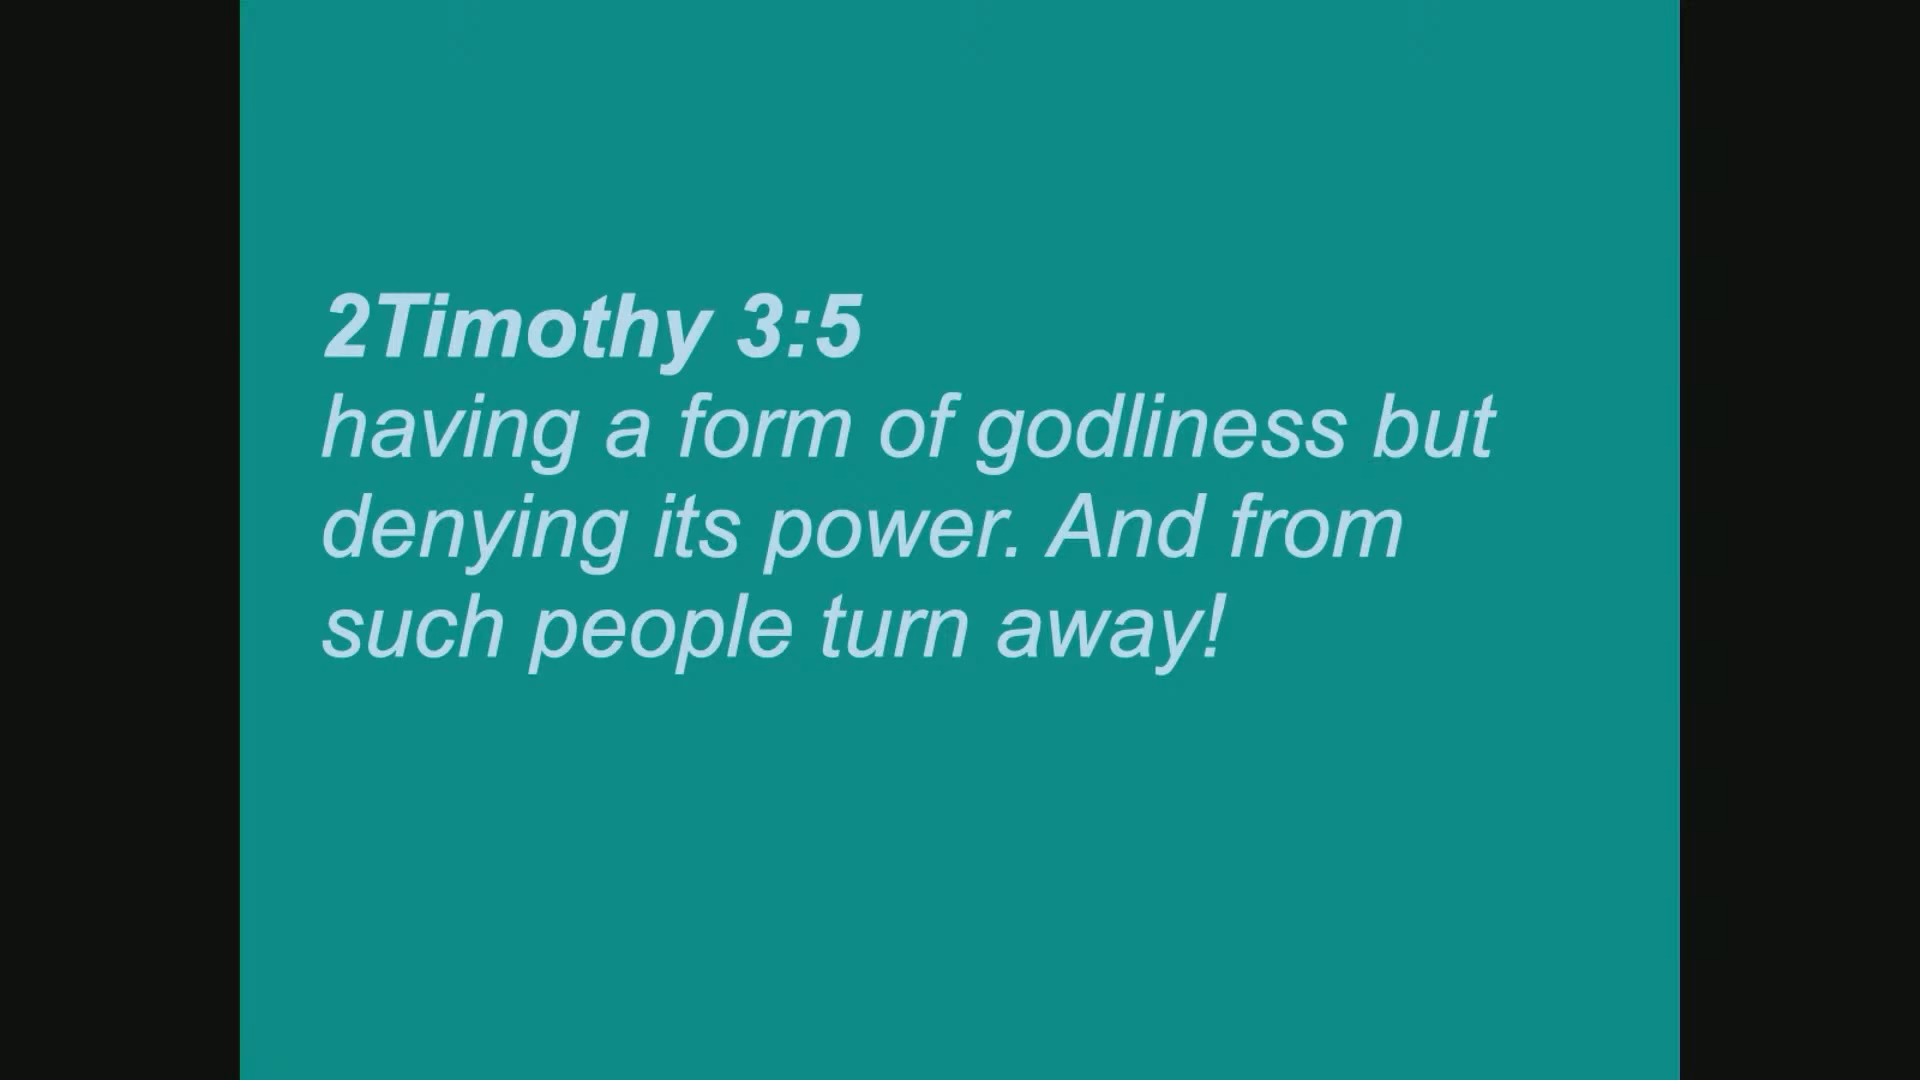 2Timothy 3:5
having a form of godliness but
denying its power. And from
such people turn away!